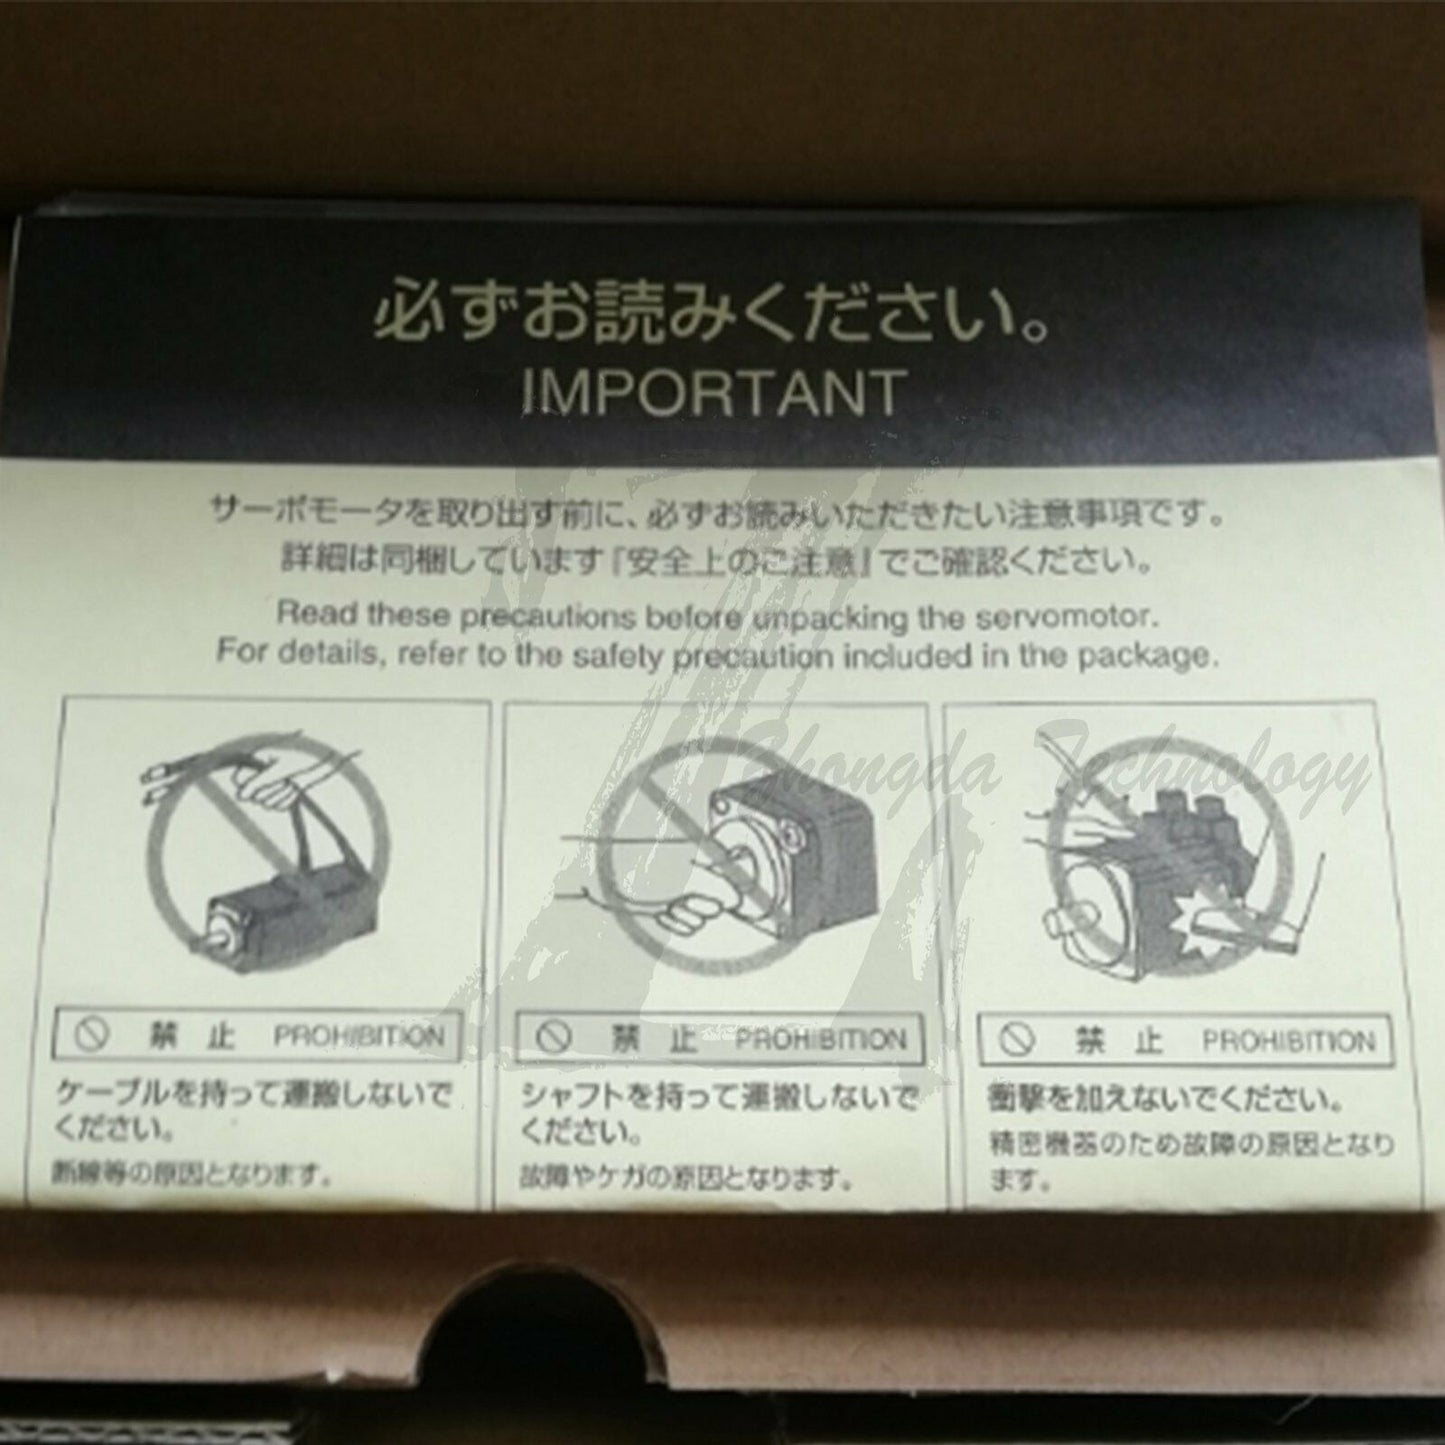 必ずお読みください。
IMPORTANT
サーボモータを取り出す前に、必ずお読みいただきたい注意事項です。
詳細は同梱しています『安全上のご注意』でご確認ください。
Read these precautions before unpacking the servomotor.
For details, refer to the safety precaution included in the package.
Zhongda Technology
禁 止 PROHIBITION
ケーブルを持って運搬しないで
ください。
断線等の原因となります。
禁 止 PROHIBITION
シャフトを持って運搬しないで
ください。
故障やケガの原因となります。
禁 止 PROHIBITION
衝撃を加えないでください。
精密機器のため故障の原因となり
ます。